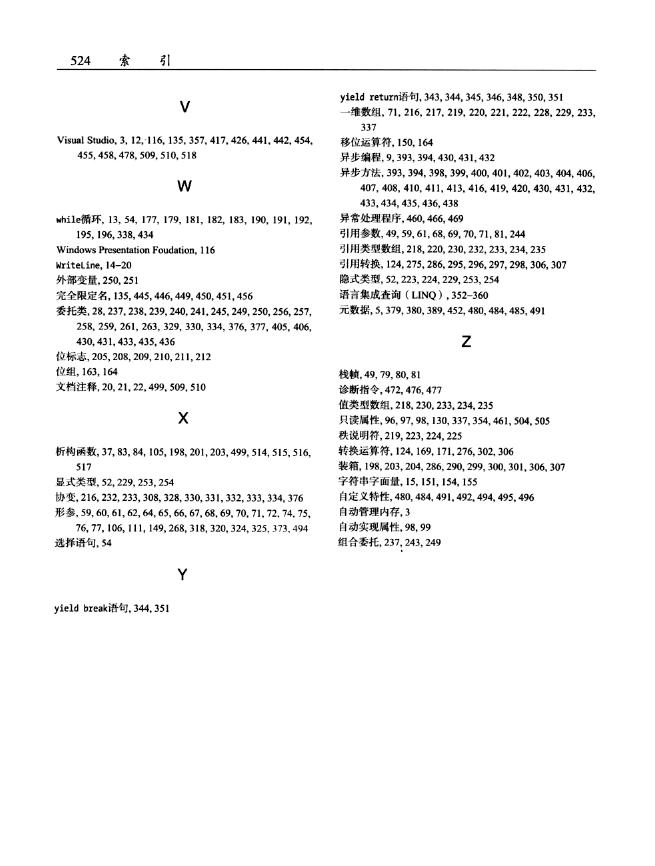 524 索 引
V
Visual Studio, 3, 12, 116, 135, 357, 417, 426, 441, 442, 454,
455, 458, 478, 509, 510, 518
W
while循环, 13, 54, 177, 179, 181, 182, 183, 190, 191, 192,
195, 196, 338, 434
Windows Presentation Foudation, 116
WriteLine, 14–20
外部变量, 250, 251
完全限定名, 135, 445, 446, 449, 450, 451, 456
委托类, 28, 237, 238, 239, 240, 241, 245, 249, 250, 256, 257,
258, 259, 261, 263, 329, 330, 334, 376, 377, 405, 406,
430, 431, 433, 435, 436
位标志, 205, 208, 209, 210, 211, 212
位组, 163, 164
文档注释, 20, 21, 22, 499, 509, 510
X
析构函数, 37, 83, 84, 105, 198, 201, 203, 499, 514, 515, 516,
517
显式类型, 52, 229, 253, 254
协变, 216, 232, 233, 308, 328, 330, 331, 332, 333, 334, 376
形参, 59, 60, 61, 62, 64, 65, 66, 67, 68, 69, 70, 71, 72, 74, 75,
76, 77, 106, 111, 149, 268, 318, 320, 324, 325, 373, 494
选择语句, 54
Y
yield break语句, 344, 351
yield return语句, 343, 344, 345, 346, 348, 350, 351
一维数组, 71, 216, 217, 219, 220, 221, 222, 228, 229, 233,
337
移位运算符, 150, 164
异步编程, 9, 393, 394, 430, 431, 432
异步方法, 393, 394, 398, 399, 400, 401, 402, 403, 404, 406,
407, 408, 410, 411, 413, 416, 419, 420, 430, 431, 432,
433, 434, 435, 436, 438
异常处理程序, 460, 466, 469
引用参数, 49, 59, 61, 68, 69, 70, 71, 81, 244
引用类型数组, 218, 220, 230, 232, 233, 234, 235
引用转换, 124, 275, 286, 295, 296, 297, 298, 306, 307
隐式类型, 52, 223, 224, 229, 253, 254
语言集成查询（LINQ）, 352–360
元数据, 5, 379, 380, 389, 452, 480, 484, 485, 491
Z
栈帧, 49, 79, 80, 81
诊断指令, 472, 476, 477
值类型数组, 218, 230, 233, 234, 235
只读属性, 96, 97, 98, 130, 337, 354, 461, 504, 505
秩说明符, 219, 223, 224, 225
转换运算符, 124, 169, 171, 276, 302, 306
装箱, 198, 203, 204, 286, 290, 299, 300, 301, 306, 307
字符串字面量, 15, 151, 154, 155
自定义特性, 480, 484, 491, 492, 494, 495, 496
自动管理内存, 3
自动实现属性, 98, 99
组合委托, 237, 243, 249